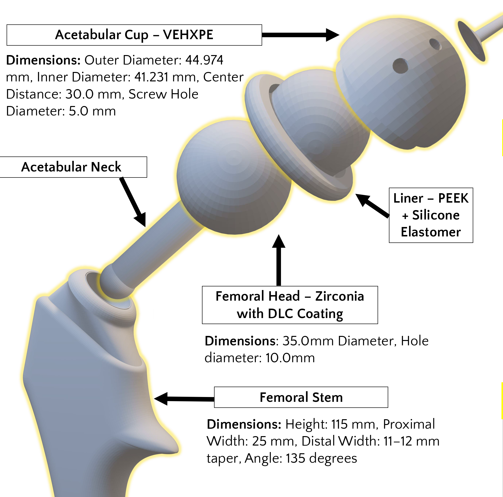 Acetabular Cup – VEHXPE
Dimensions: Outer Diameter: 44.974
mm, Inner Diameter: 41.231 mm, Center
Distance: 30.0 mm, Screw Hole
Diameter: 5.0 mm
Acetabular Neck
Liner – PEEK
+ Silicone
Elastomer
Femoral Head – Zirconia
with DLC Coating
Dimensions: 35.0mm Diameter, Hole
diameter: 10.0mm
Femoral Stem
Dimensions: Height: 115 mm, Proximal
Width: 25 mm, Distal Width: 11–12 mm
taper, Angle: 135 degrees